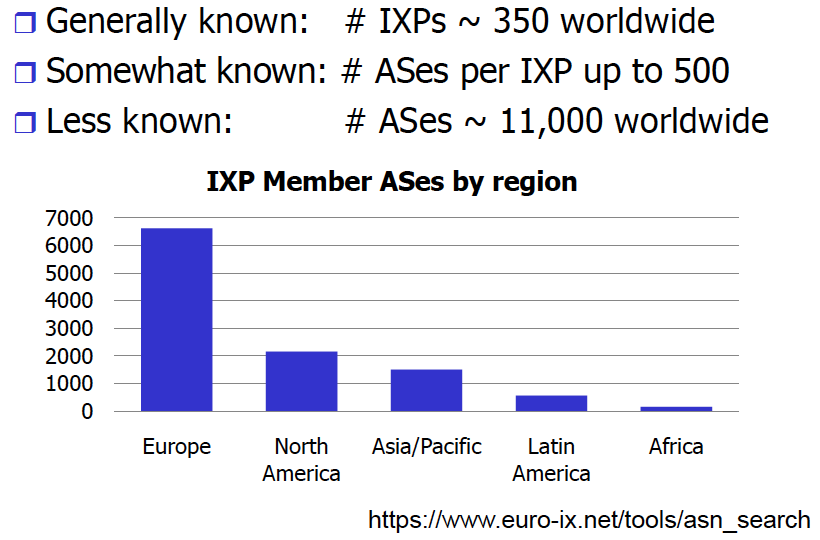 Generally known: # IXPs ~ 350 worldwide
Somewhat known: # ASes per IXP up to 500
Less known: # ASes ~ 11,000 worldwide
IXP Member ASes by region
7000
6000
5000
4000
3000
2000
1000
0
Europe
North America
Asia/Pacific
Latin America
Africa
https://www.euro-ix.net/tools/asn_search